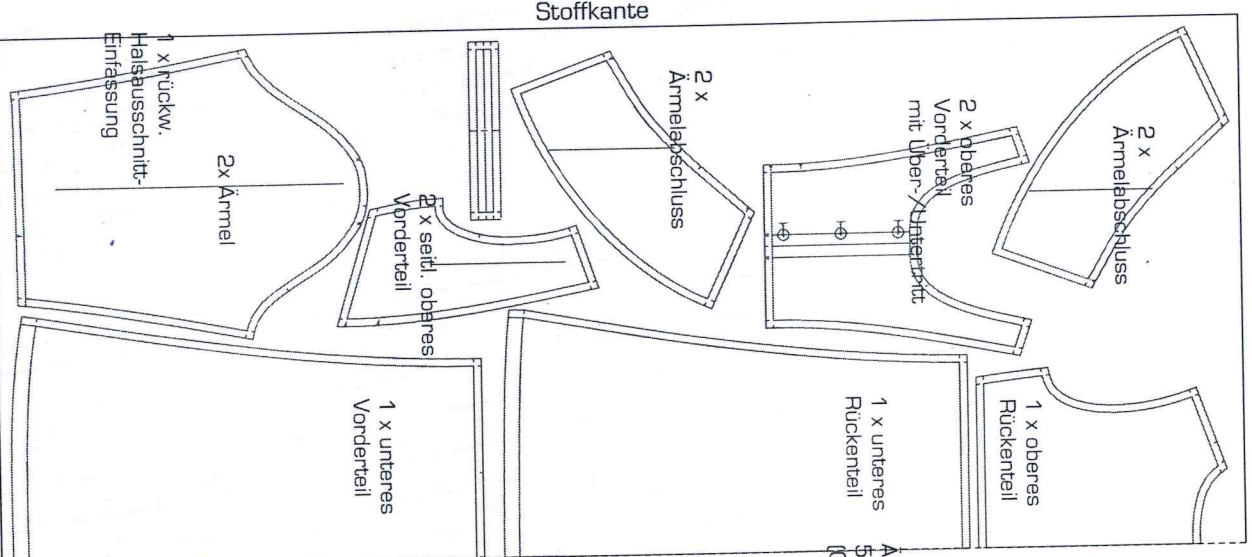 Stoffkante
1 x rückw.
Halsausschnitt-
Einfassung
2x Ärmel
2 x seitl. oberes
Vorderteil
2 x
Ärmelabschluss
2 x oberes
Vorderteil
mit Über-/Untertritt
2 x
Ärmelabschluss
1 x unteres
Vorderteil
1 x unteres
Rückenteil
1 x oberes
Rückenteil